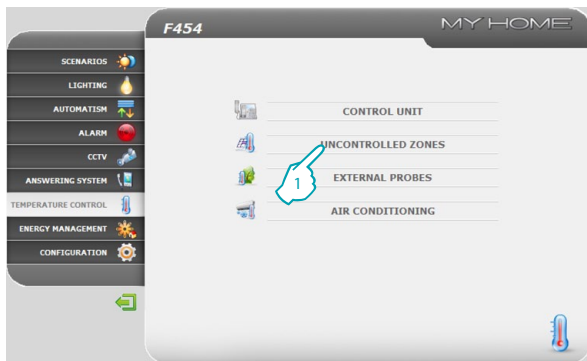 F454
MY HOME
SCENARIOS
LIGHTING
AUTOMATISM
ALARM
CCTV
ANSWERING SYSTEM
TEMPERATURE CONTROL
ENERGY MANAGEMENT
CONFIGURATION
CONTROL UNIT
UNCONTROLLED ZONES
EXTERNAL PROBES
AIR CONDITIONING
1